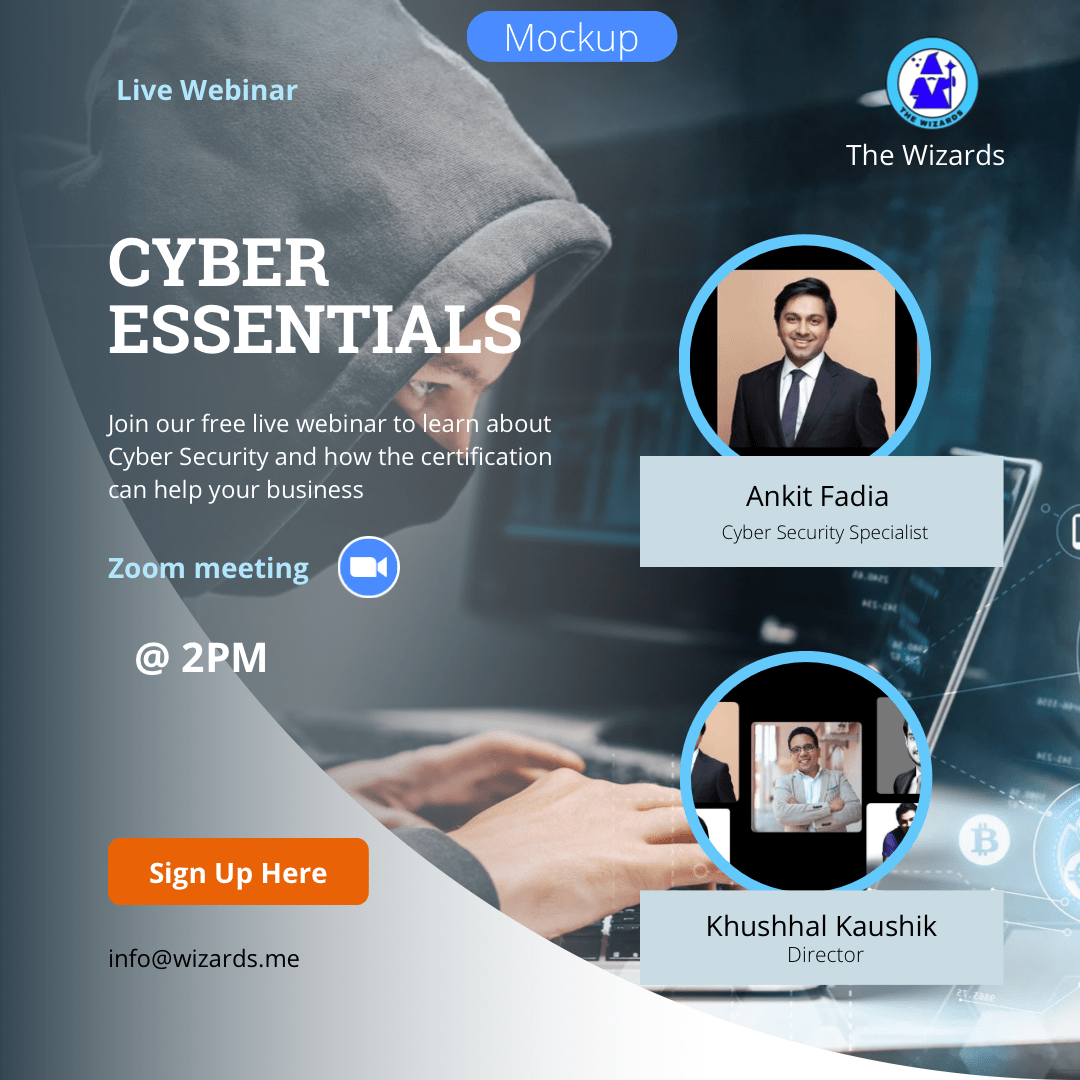 Mockup
Live Webinar
THE WIZARDS
The Wizards
CYBER
ESSENTIALS
Join our free live webinar to learn about
Cyber Security and how the certification
can help your business
Zoom meeting
@ 2PM
Ankit Fadia
Cyber Security Specialist
Sign Up Here
info@wizards.me
Khushhal Kaushik
Director